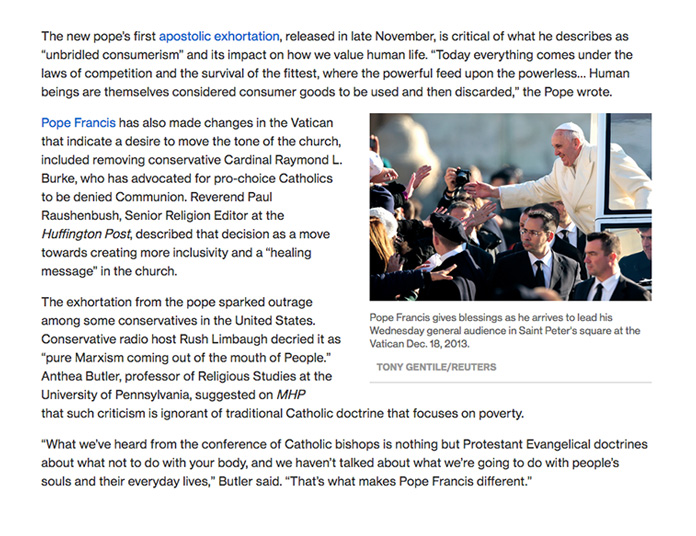 The new pope's first apostolic exhortation, released in late November, is critical of what he describes as
“unbridled consumerism” and its impact on how we value human life. “Today everything comes under the
laws of competition and the survival of the fittest, where the powerful feed upon the powerless... Human
beings are themselves considered consumer goods to be used and then discarded,” the Pope wrote.
Pope Francis has also made changes in the Vatican
that indicate a desire to move the tone of the church,
included removing conservative Cardinal Raymond L.
Burke, who has advocated for pro-choice Catholics
to be denied Communion. Reverend Paul
Raushenbush, Senior Religion Editor at the
Huffington Post, described that decision as a move
towards creating more inclusivity and a “healing
message” in the church.
The exhortation from the pope sparked outrage
among some conservatives in the United States.
Conservative radio host Rush Limbaugh decried it as
“pure Marxism coming out of the mouth of People.”
Anthea Butler, professor of Religious Studies at the
University of Pennsylvania, suggested on MHP
that such criticism is ignorant of traditional Catholic doctrine that focuses on poverty.
Pope Francis gives blessings as he arrives to lead his
Wednesday general audience in Saint Peter's square at the
Vatican Dec. 18, 2013.
TONY GENTILE/REUTERS
“What we've heard from the conference of Catholic bishops is nothing but Protestant Evangelical doctrines
about what not to do with your body, and we haven't talked about what we're going to do with people's
souls and their everyday lives,” Butler said. “That's what makes Pope Francis different.”